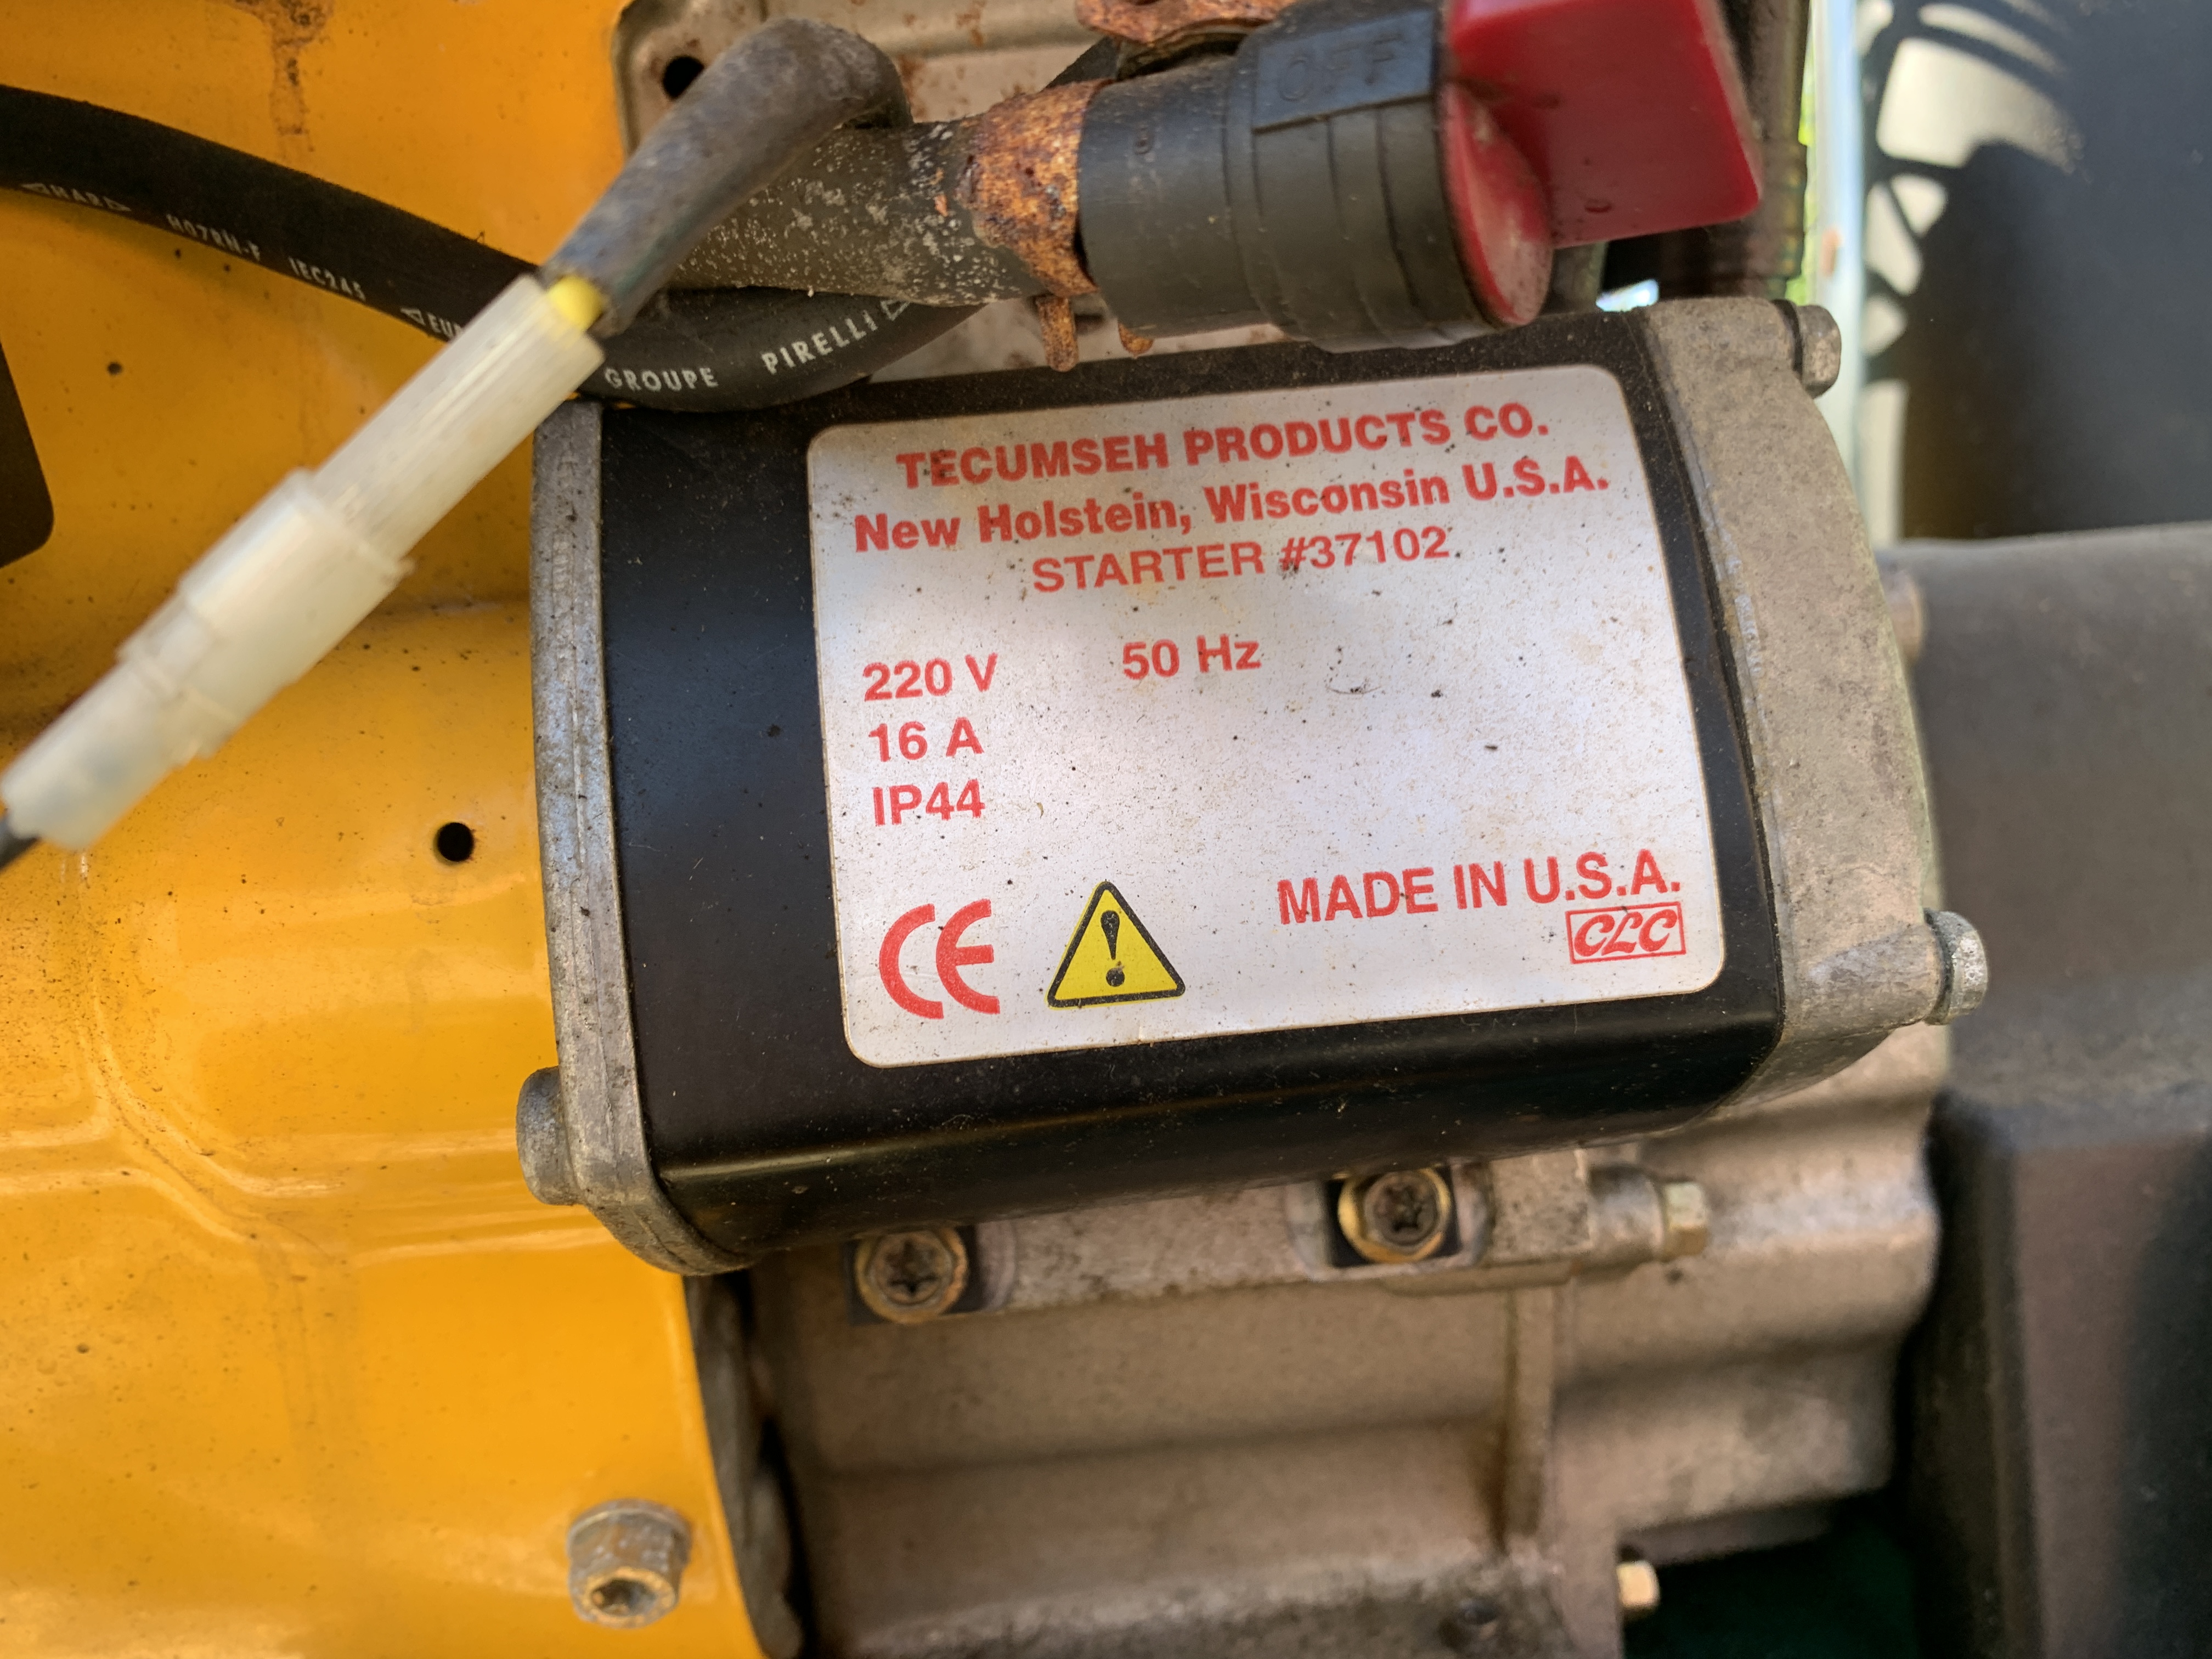 OFF
HAR
H07RN-F IEC245
GROUPE PIRELLI
TECUMSEH PRODUCTS CO.
New Holstein, Wisconsin U.S.A.
STARTER #37102
220 V 50 Hz
16 A
IP44
CE
MADE IN U.S.A.
CLC